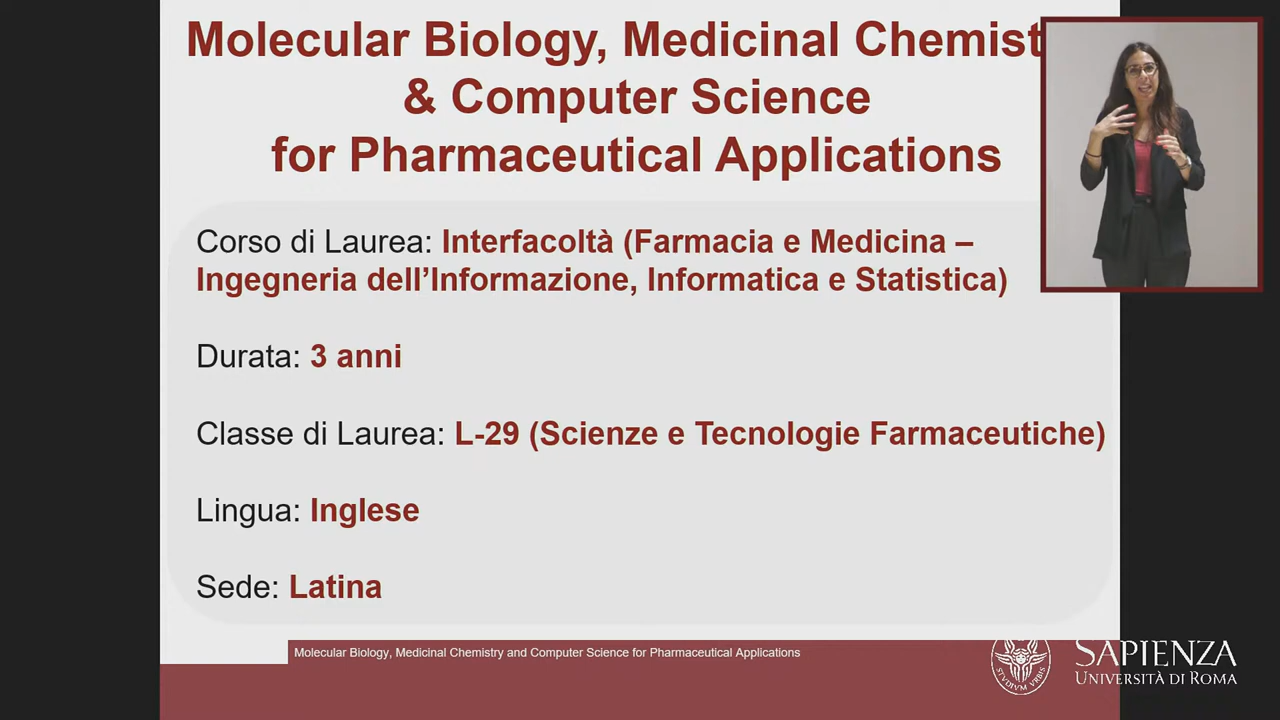 Molecular Biology, Medicinal Chemist
& Computer Science
for Pharmaceutical Applications
Corso di Laurea: Interfacoltà (Farmacia e Medicina –
Ingegneria dell’Informazione, Informatica e Statistica)
Durata: 3 anni
Classe di Laurea: L-29 (Scienze e Tecnologie Farmaceutiche)
Lingua: Inglese
Sede: Latina
Molecular Biology, Medicinal Chemistry and Computer Science for Pharmaceutical Applications
STVDIVM VRBIS
SAPIENZA
UNIVERSITÀ DI ROMA